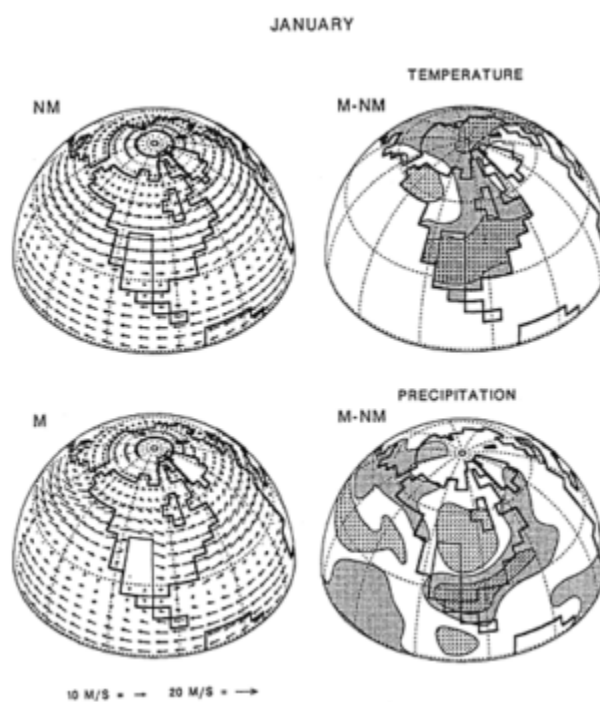 JANUARY
TEMPERATURE
NM
M-NM
PRECIPITATION
M
M-NM
10 M/S = → 20 M/S = →